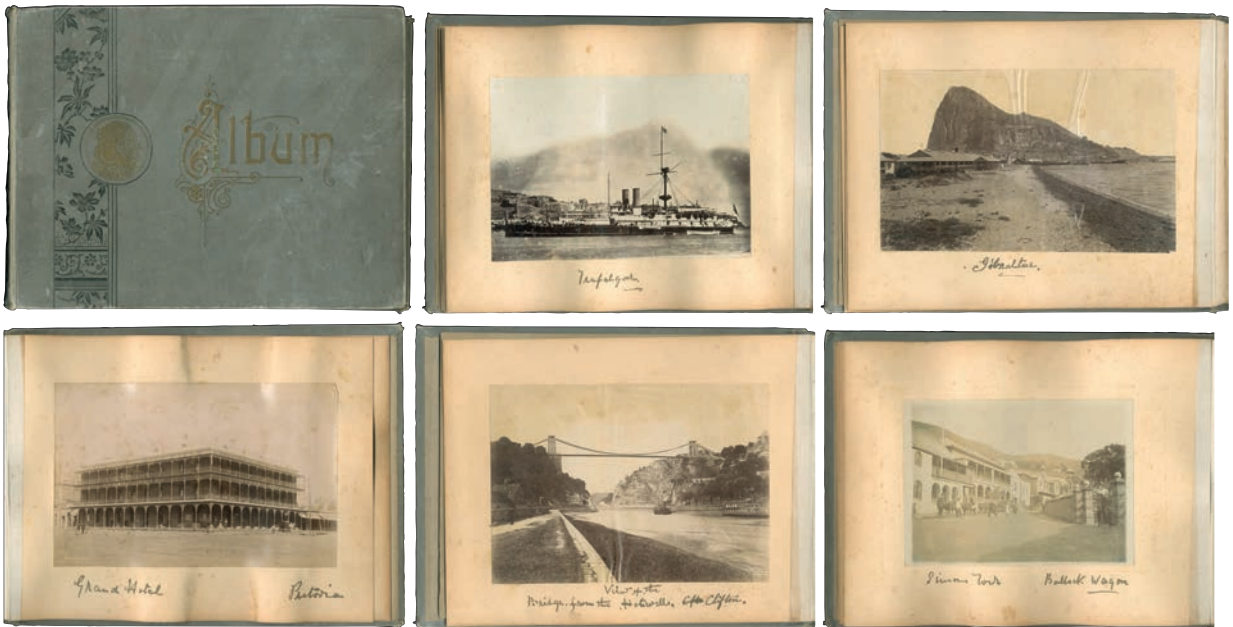 Album
Trafalgar
Gibraltar.
Grand Hotel Pretoria
View of the
Bridge from the Hotwells. Clifton.
Simons Town Bullock Wagon